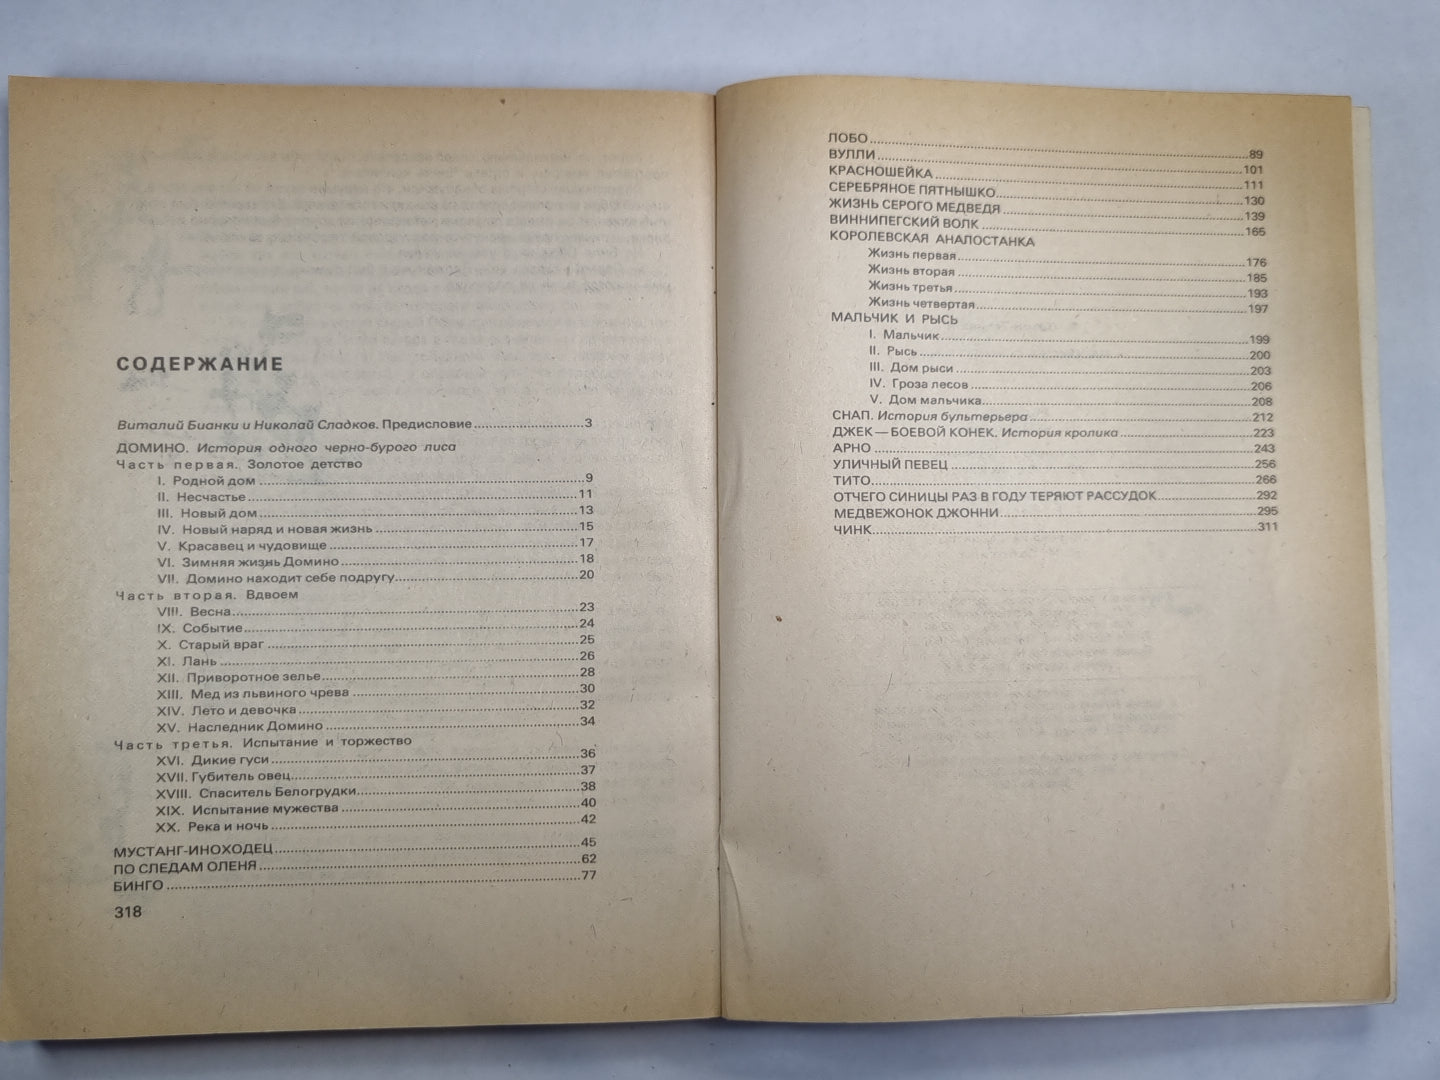 СОДЕРЖАНИЕ
Виталий Бианки и Николай Сладков. Предисловие 3
ДОМИНО. История одного черно-бурого лиса
Часть первая. Золотое детство
I. Родной дом 9
II. Несчастье 11
III. Новый дом 13
IV. Новый наряд и новая жизнь 15
V. Красавец и чудовище 17
VI. Зимняя жизнь Домино 18
VII. Домино находит себе подругу 20
Часть вторая. Вдвоем
VIII. Весна 23
IX. Событие 24
X. Старый враг 25
XI. Лань 26
XII. Приворотное зелье 28
XIII. Мед из львиного чрева 30
XIV. Лето и девочка 32
XV. Наследник Домино 34
Часть третья. Испытание и торжество
XVI. Дикие гуси 36
XVII. Губитель овец 37
XVIII. Спаситель Белогрудки 38
XIX. Испытание мужества 40
XX. Река и ночь 42
МУСТАНГ-ИНОХОДЕЦ 45
ПО СЛЕДАМ ОЛЕНЯ 62
БИНГО 77
318
ЛОБО 89
ВУЛЛИ 101
КРАСНОШЕЙКА 111
СЕРЕБРЯНОЕ ПЯТНЫШКО 130
ЖИЗНЬ СЕРОГО МЕДВЕДЯ 139
ВИННИПЕГСКИЙ ВОЛК 165
КОРОЛЕВСКАЯ АНАЛОСТАНКА
Жизнь первая 176
Жизнь вторая 185
Жизнь третья 193
Жизнь четвертая 197
МАЛЬЧИК И РЫСЬ
I. Мальчик 199
II. Рысь 200
III. Дом рыси 203
IV. Гроза лесов 206
V. Дом мальчика 208
СНАП. История бультерьера 212
ДЖЕК — БОЕВОЙ КОНЕК. История кролика 223
АРНО 243
УЛИЧНЫЙ ПЕВЕЦ 256
ТИТО 266
ОТЧЕГО СИНИЦЫ РАЗ В ГОДУ ТЕРЯЮТ РАССУДОК 292
МЕДВЕЖОНОК ДЖОННИ 295
ЧИНК 311